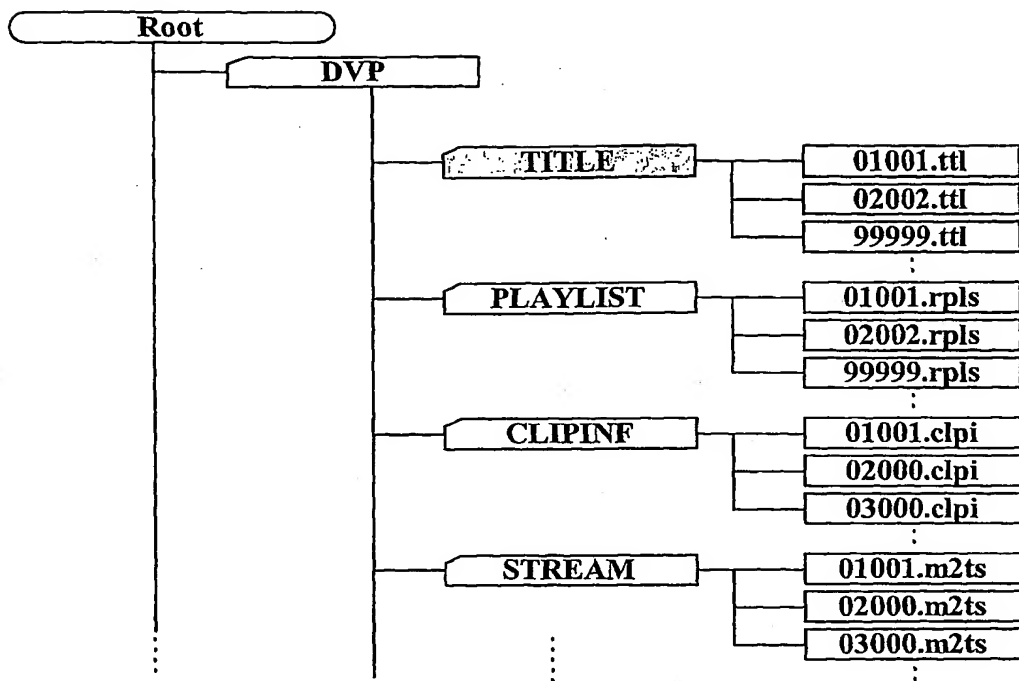 Root
DVP
TITLE
01001.ttl
02002.ttl
99999.ttl
PLAYLIST
01001.rpls
02002.rpls
99999.rpls
CLIPINF
01001.clpi
02000.clpi
03000.clpi
STREAM
01001.m2ts
02000.m2ts
03000.m2ts